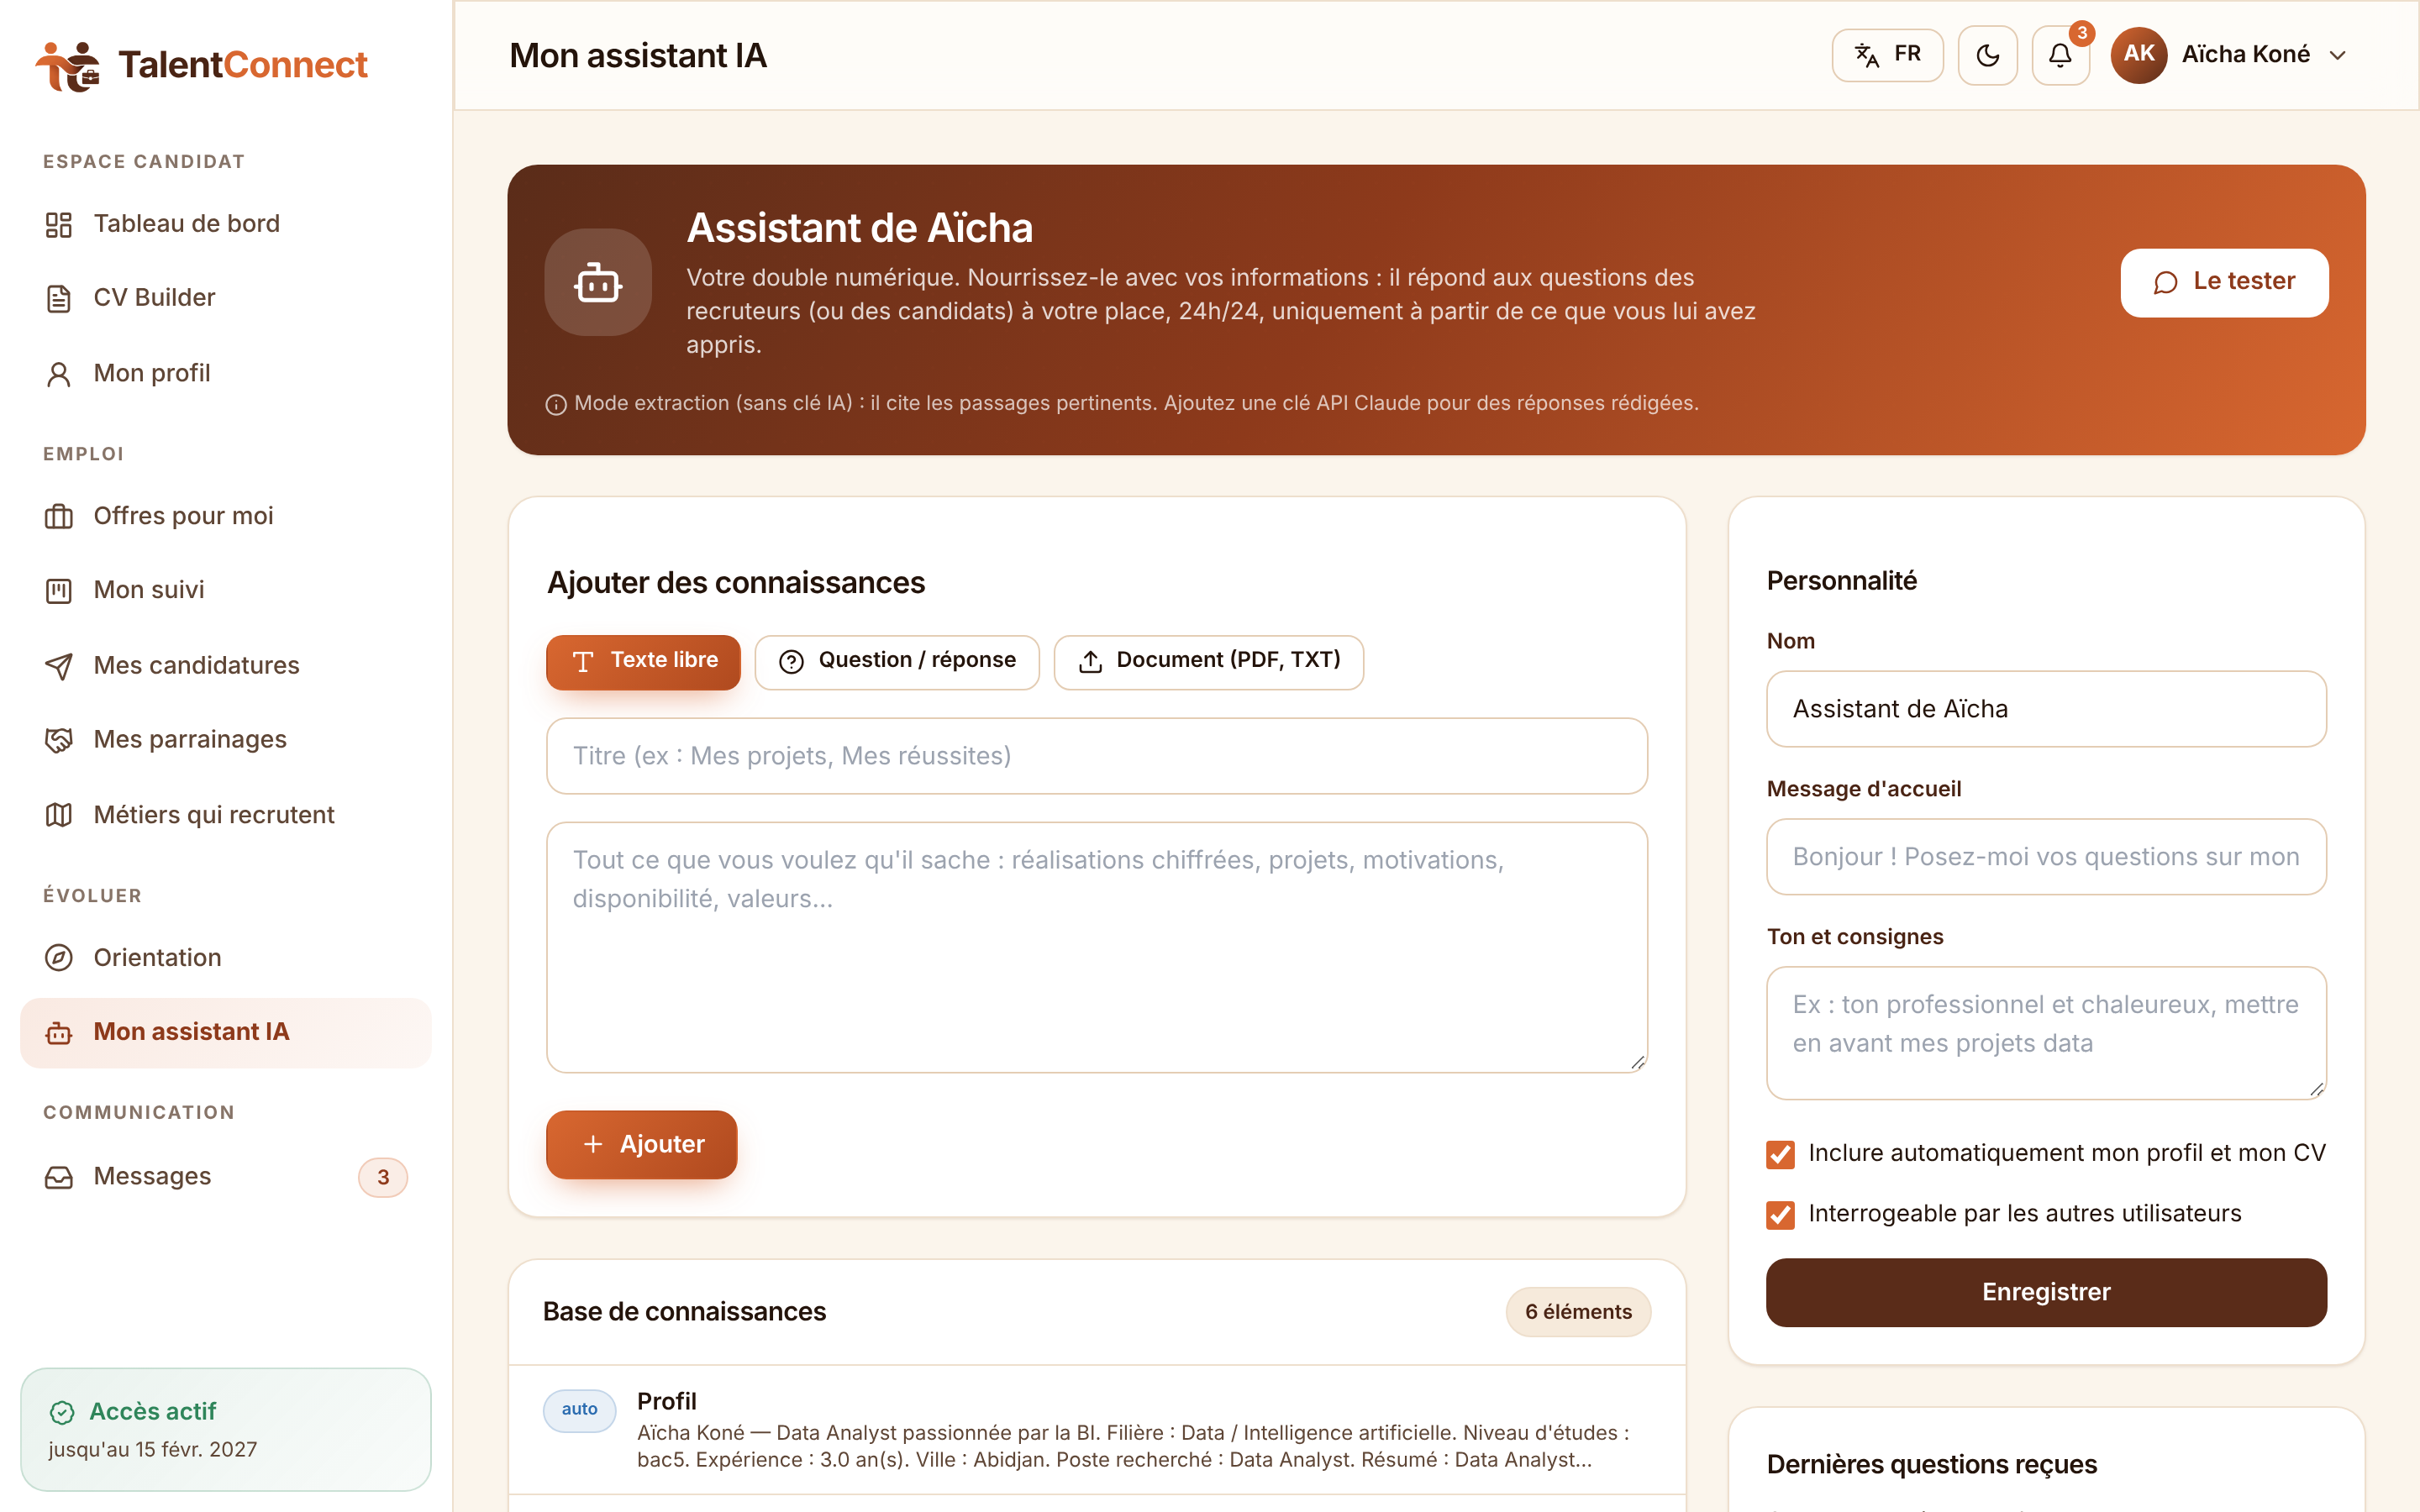 TalentConnect
ESPACE CANDIDAT
Tableau de bord
CV Builder
Mon profil
EMPLOI
Offres pour moi
Mon suivi
Mes candidatures
Mes parrainages
Métiers qui recrutent
ÉVOLUER
Orientation
Mon assistant IA
COMMUNICATION
Messages
3
Accès actif
jusqu'au 15 févr. 2027
Mon assistant IA
FR
3
AK
Aïcha Koné
Assistant de Aïcha
Votre double numérique. Nourrissez-le avec vos informations : il répond aux questions des
recruteurs (ou des candidats) à votre place, 24h/24, uniquement à partir de ce que vous lui avez
appris.
Mode extraction (sans clé IA) : il cite les passages pertinents. Ajoutez une clé API Claude pour des réponses rédigées.
Le tester
Ajouter des connaissances
Texte libre
Question / réponse
Document (PDF, TXT)
Titre (ex : Mes projets, Mes réussites)
Tout ce que vous voulez qu'il sache : réalisations chiffrées, projets, motivations,
disponibilité, valeurs...
Ajouter
Base de connaissances
6 éléments
auto
Profil
Aïcha Koné — Data Analyst passionnée par la BI. Filière : Data / Intelligence artificielle. Niveau d'études :
bac5. Expérience : 3.0 an(s). Ville : Abidjan. Poste recherché : Data Analyst. Résumé : Data Analyst...
Personnalité
Nom
Assistant de Aïcha
Message d'accueil
Bonjour ! Posez-moi vos questions sur mon
Ton et consignes
Ex : ton professionnel et chaleureux, mettre
en avant mes projets data
Inclure automatiquement mon profil et mon CV
Interrogeable par les autres utilisateurs
Enregistrer
Dernières questions reçues